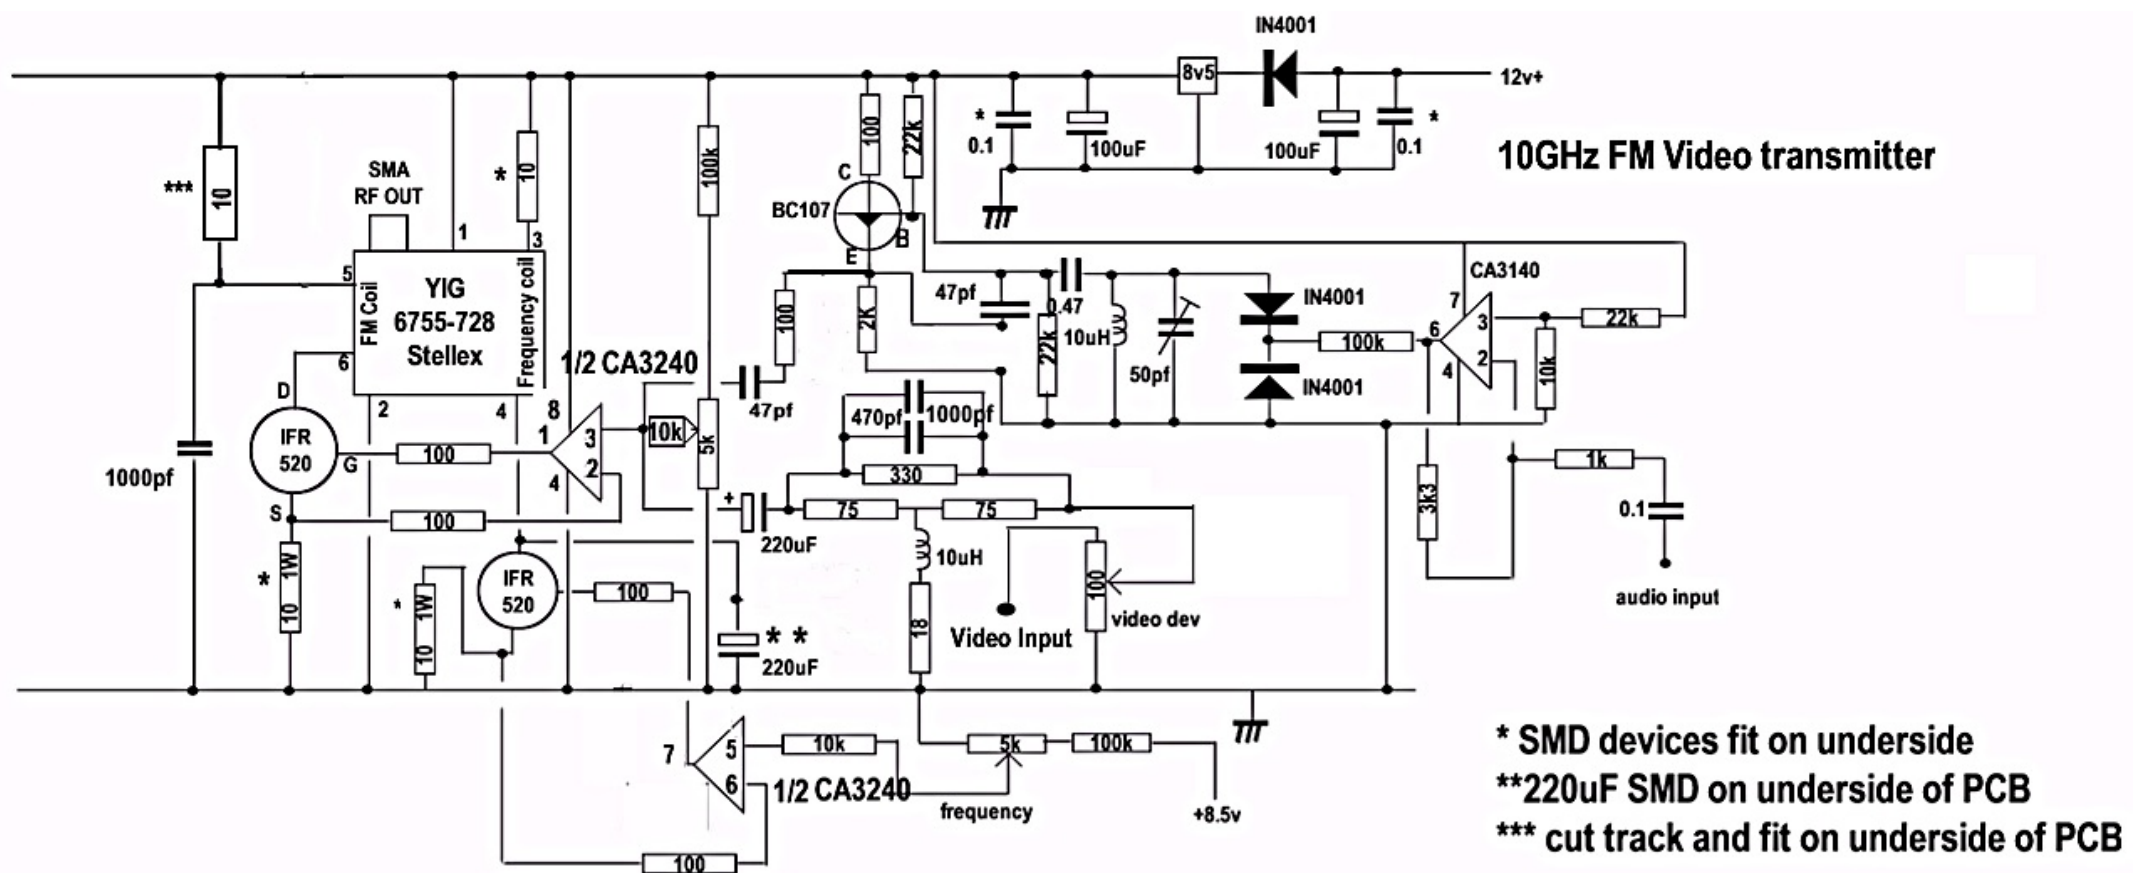 IN4001
8v5
12v+
*
0.1
100uF
100uF
0.1
*
10GHz FM Video transmitter
100
22k
100k
***
10
*
10
SMA
RF OUT
C
BC107
B
E
1
3
5
FM Coil
YIG
6755-728
Stellex
Frequency coil
6
2
4
CA3140
47pf
0.47
100
2K
22k
10uH
50pf
IN4001
IN4001
100k
7
6
3
2
4
22k
10k
1/2 CA3240
47pf
D
IFR
520
G
S
100
8
1
3
2
4
10k
5k
470pf
1000pf
330
1000pf
100
+
220uF
75
75
3k3
1k
0.1
audio input
*
10 1W
*
10 1W
IFR
520
100
10uH
18
100
Video Input
video dev
* *
220uF
7
5
6
10k
1/2 CA3240
5k
100k
frequency
+8.5v
100
* SMD devices fit on underside
**220uF SMD on underside of PCB
*** cut track and fit on underside of PCB